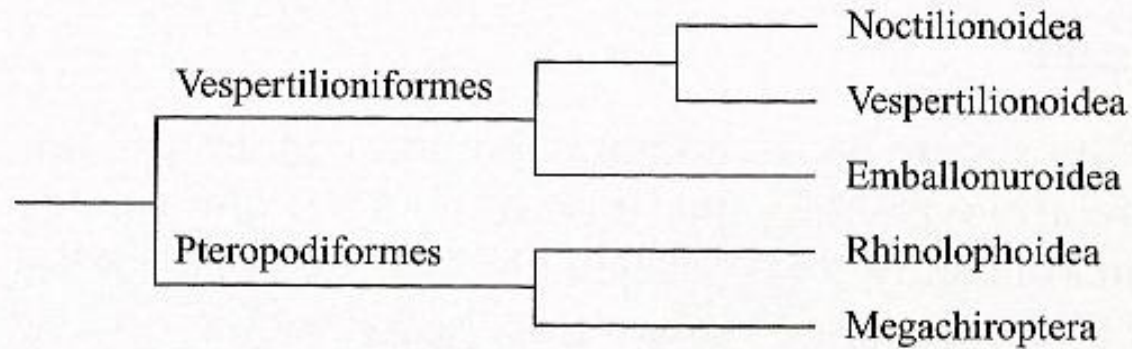 Noctilionoidea
Vespertilioniformes
Vespertilionoidea
Emballonuroidea
Pteropodiformes
Rhinolophoidea
Megachiroptera